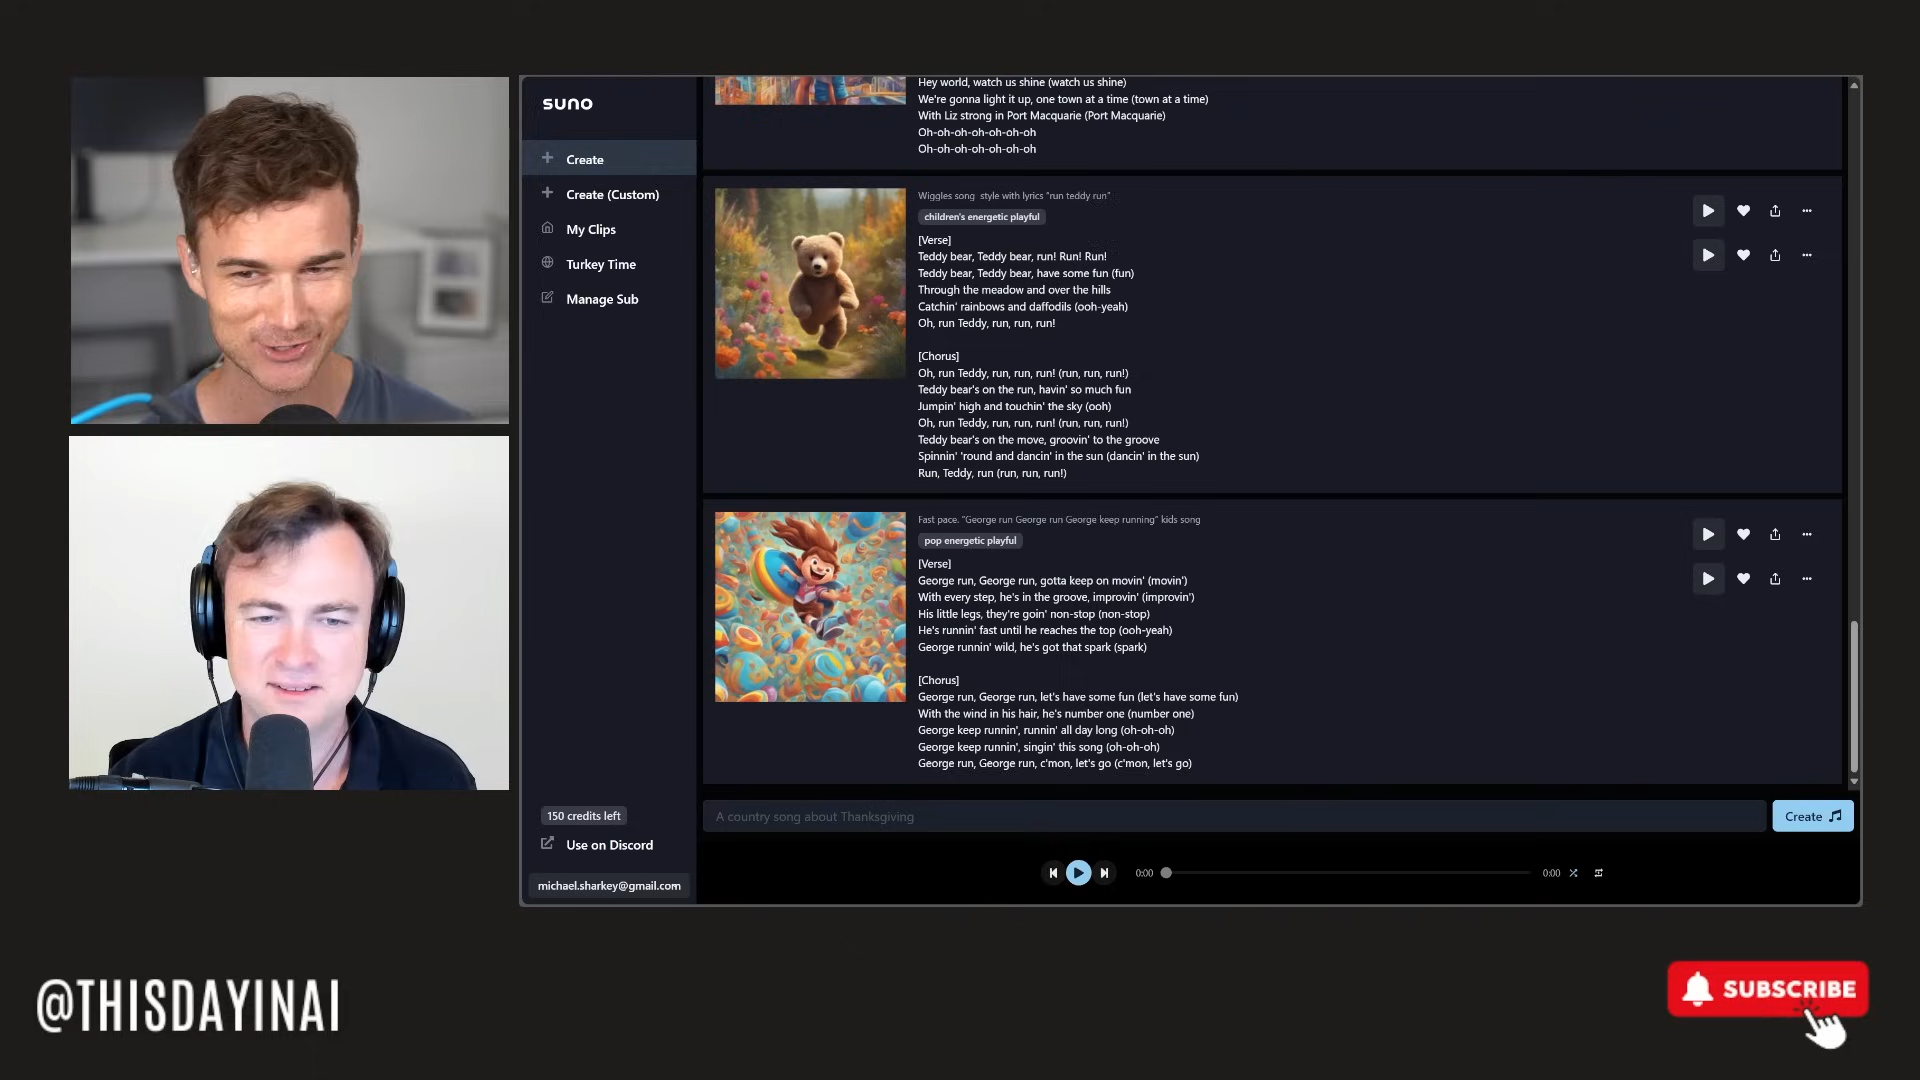 suno
Create
Create (Custom)
My Clips
Turkey Time
Manage Sub
150 credits left
Use on Discord
michael.sharkey@gmail.com
Hey world, watch us shine (watch us shine)
We're gonna light it up, one town at a time (town at a time)
With Liz strong in Port Macquarie (Port Macquarie)
Oh-oh-oh-oh-oh-oh-oh
Oh-oh-oh-oh-oh-oh-oh
Wiggles song  style with lyrics "run teddy run"
children's energetic playful
[Verse]
Teddy bear, Teddy bear, run! Run! Run!
Teddy bear, Teddy bear, have some fun (fun)
Through the meadow and over the hills
Catchin' rainbows and daffodils (ooh-yeah)
Oh, run Teddy, run, run, run!
[Chorus]
Oh, run Teddy, run, run, run! (run, run, run!)
Teddy bear's on the run, havin' so much fun
Jumpin' high and touchin' the sky (ooh)
Oh, run Teddy, run, run, run! (run, run, run!)
Teddy bear's on the move, groovin' to the groove
Spinnin' 'round and dancin' in the sun (dancin' in the sun)
Run, Teddy, run (run, run, run!)
Fast pace. "George run George run George keep running" kids song
pop energetic playful
[Verse]
George run, George run, gotta keep on movin' (movin')
With every step, he's in the groove, improvin' (improvin')
His little legs, they're goin' non-stop (non-stop)
He's runnin' fast until he reaches the top (ooh-yeah)
George runnin' wild, he's got that spark (spark)
[Chorus]
George run, George run, let's have some fun (let's have some fun)
With the wind in his hair, he's number one (number one)
George keep runnin', runnin' all day long (oh-oh-oh)
George keep runnin', singin' this song (oh-oh-oh)
George run, George run, c'mon, let's go (c'mon, let's go)
A country song about Thanksgiving
Create
0:00
0:00
@THISDAYINAI
SUBSCRIBE